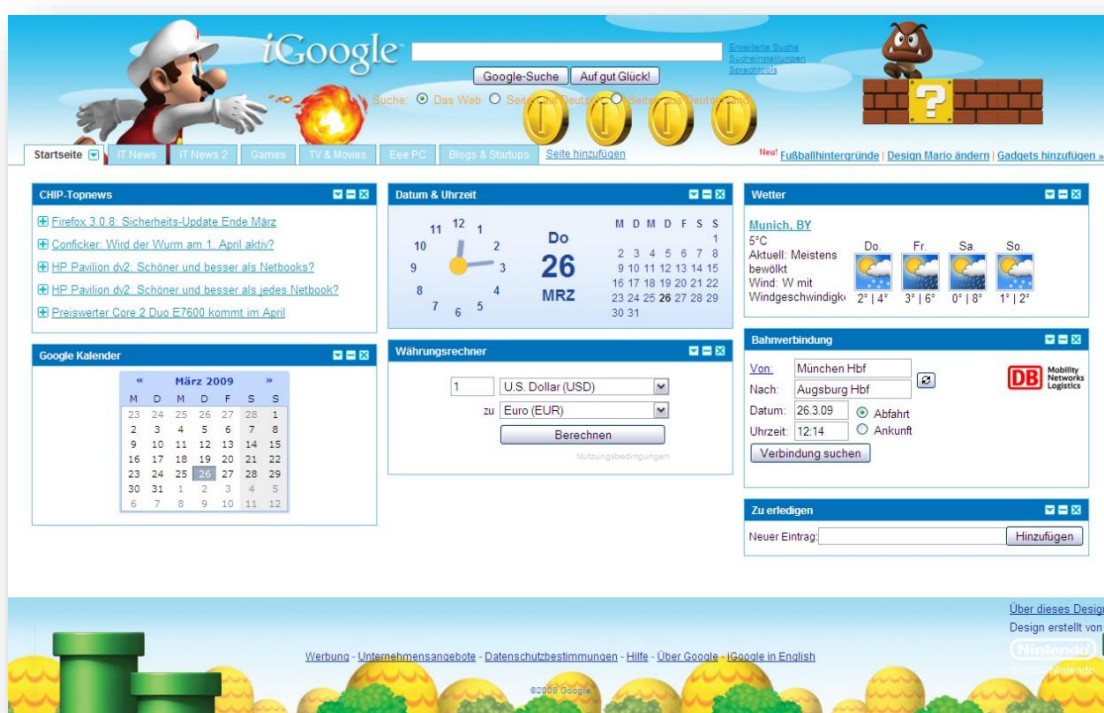 iGoogle
Google-Suche Auf gut Glück!
Erweiterte Suche
Sucheinstellungen
Sprachtools
Suche: Das Web Seiten auf Deutsch Seiten aus Deutschland
Startseite IT News IT News 2 Games TV & Movies Eee PC Blogs & Startups Seite hinzufügen
Neu! Fußballhintergründe | Design Mario ändern | Gadgets hinzufügen »
CHIP-Topnews
Firefox 3.0.8: Sicherheits-Update Ende März
Conficker: Wird der Wurm am 1. April aktiv?
HP Pavilion dv2: Schöner und besser als Netbooks?
HP Pavilion dv2: Schöner und besser als jedes Netbook?
Preiswerter Core 2 Duo E7600 kommt im April
Google Kalender
« März 2009 »
M D M D F S S
23 24 25 26 27 28 1
2 3 4 5 6 7 8
9 10 11 12 13 14 15
16 17 18 19 20 21 22
23 24 25 26 27 28 29
30 31 1 2 3 4 5
6 7 8 9 10 11 12
Datum & Uhrzeit
12 1 2 3 4 5 6 7 8 9 10 11
Do
26
MRZ
M D M D F S S
1
2 3 4 5 6 7 8
9 10 11 12 13 14 15
16 17 18 19 20 21 22
23 24 25 26 27 28 29
30 31
Währungsrechner
1 U.S. Dollar (USD)
zu Euro (EUR)
Berechnen
Nutzungsbedingungen
Wetter
Munich, BY
5°C
Aktuell: Meistens
bewölkt
Wind: W mit
Windgeschwindigk
Do. Fr. Sa. So.
2° | 4° 3° | 6° 0° | 8° 1° | 2°
Bahnverbindung
Von: München Hbf
Nach: Augsburg Hbf
Datum: 26.3.09 Abfahrt
Uhrzeit: 12:14 Ankunft
Verbindung suchen
DB Mobility
Networks
Logistics
Zu erledigen
Neuer Eintrag: Hinzufügen
Über dieses Design
Design erstellt von
Nintendo
Werbung - Unternehmensangebote - Datenschutzbestimmungen - Hilfe - Über Google - iGoogle in English
©2009 Google